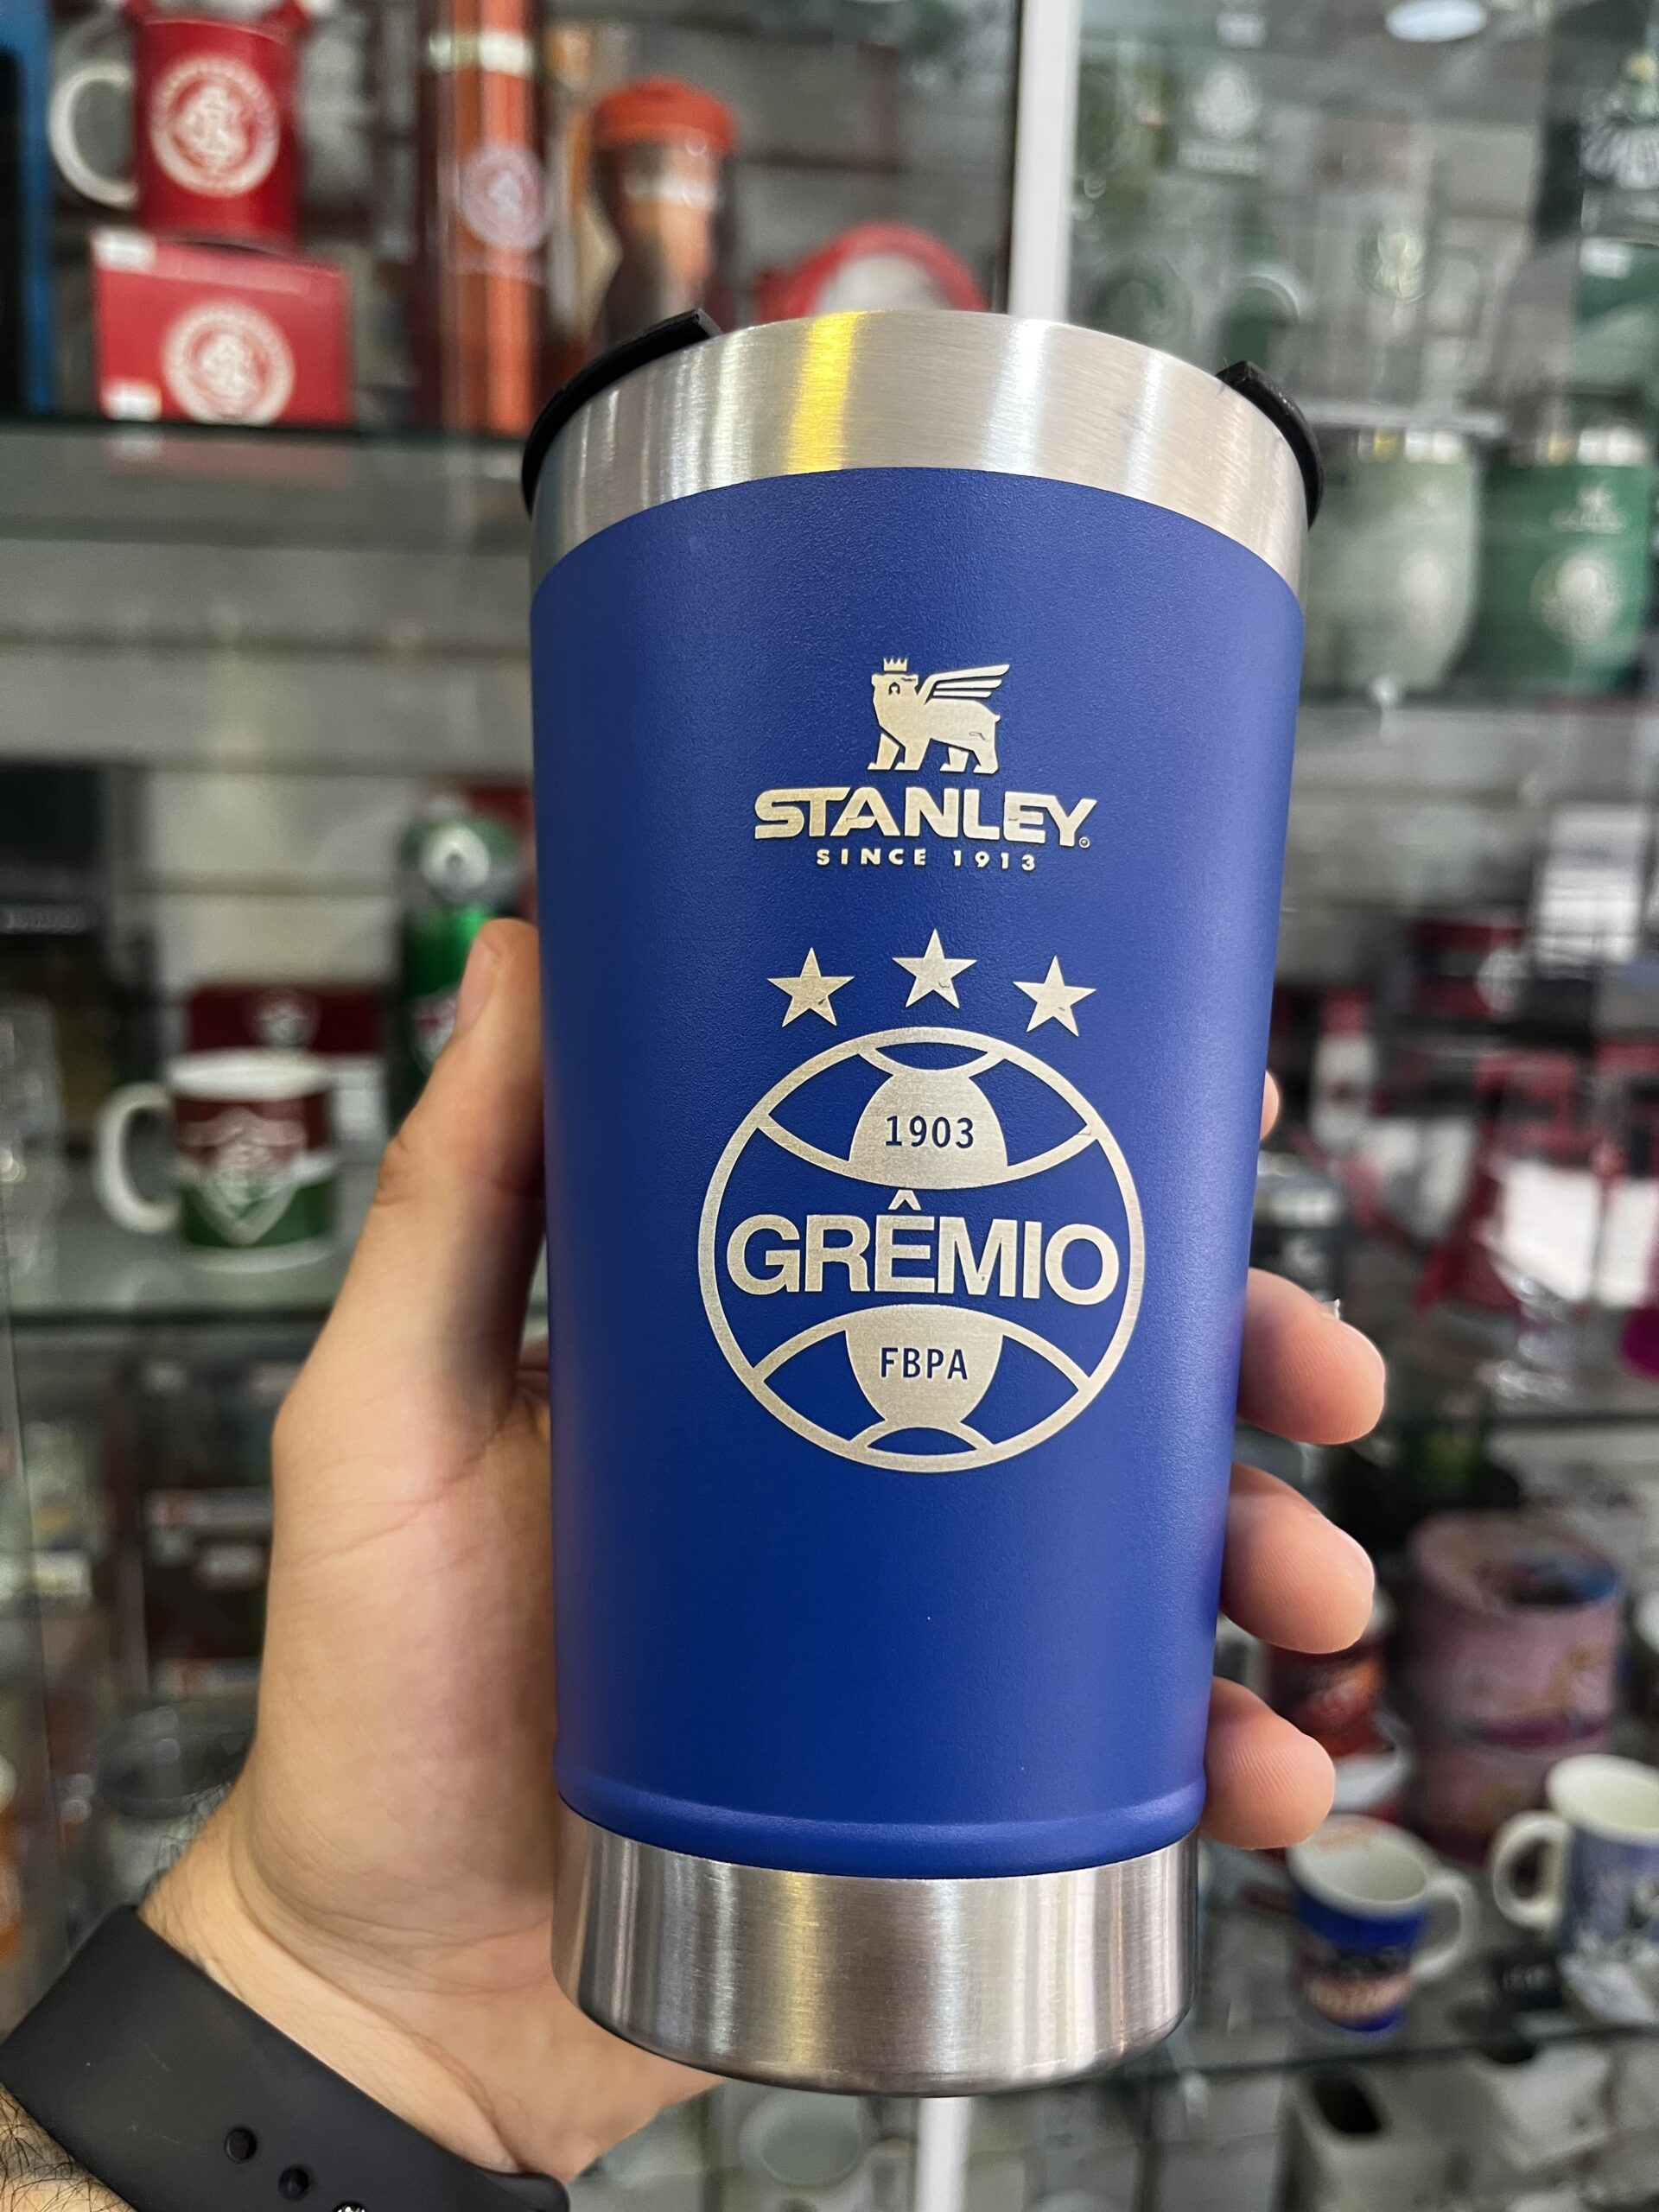 STANLEY
SINCE 1913
1903
GRÊMIO
FBPA